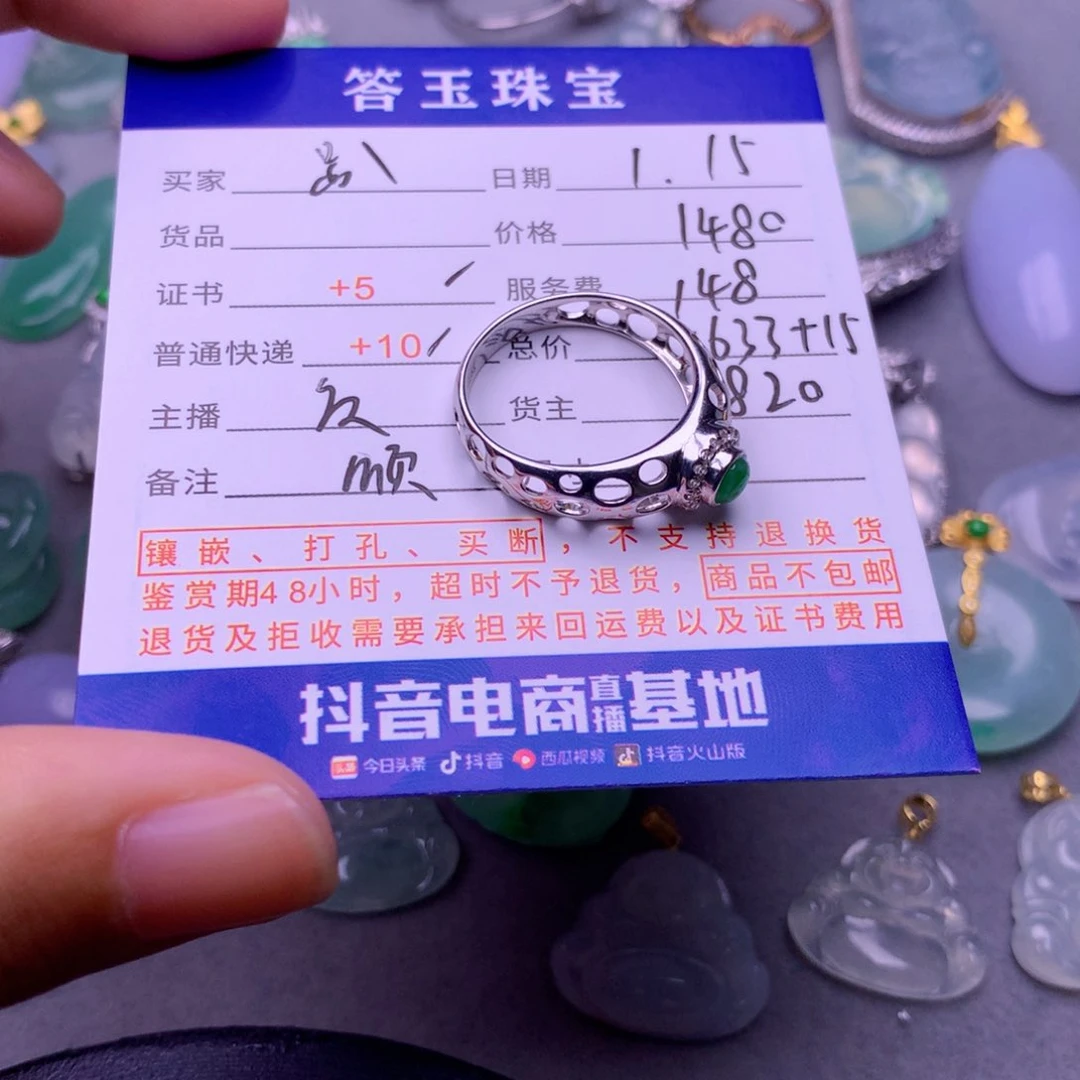 答玉珠宝
买家 日期 1.15
货品 价格 1480
证书 +5 服务费 148
普通快递 +10 总价 633+15
主播 货主 820
备注 顺
镶嵌、打孔、买断，不支持退换货
鉴赏期48小时，超时不予退货，商品不包邮
退货及拒收需要承担来回运费以及证书费用
抖音电商直播基地
头条 今日头条 抖音 西瓜视频 抖音火山版